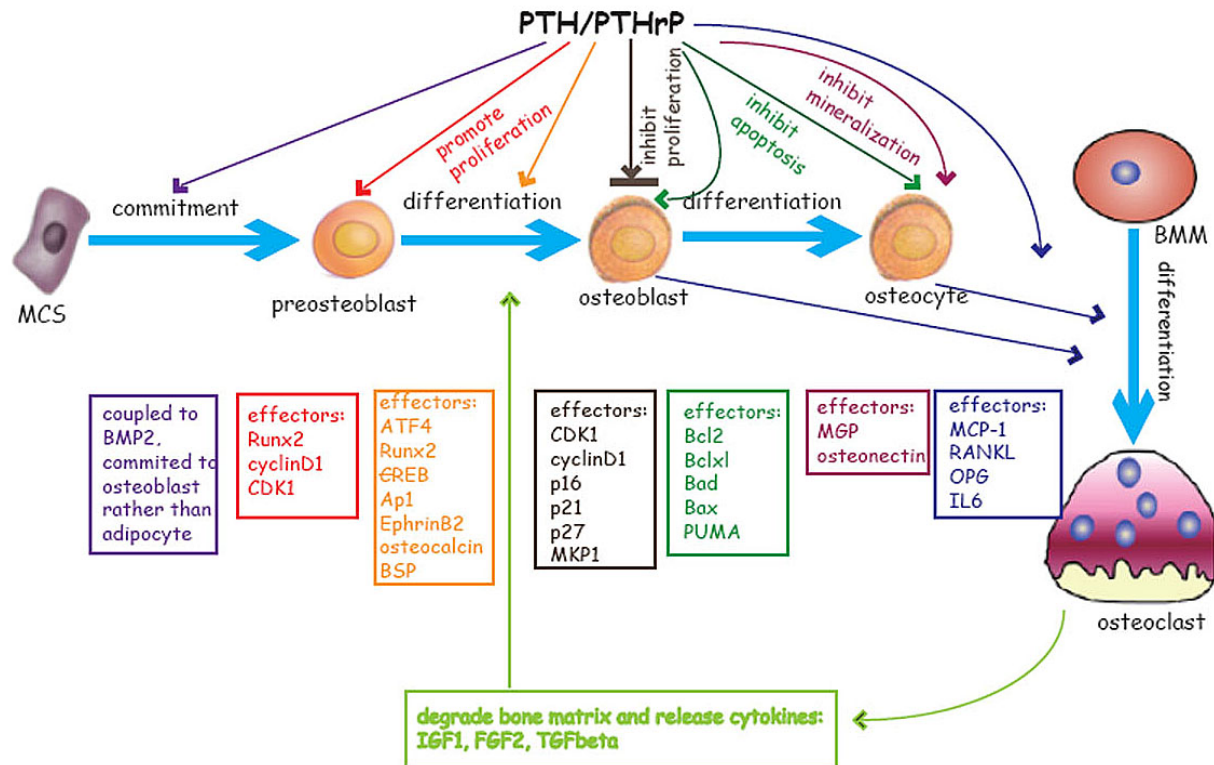 PTH/PTHrP
promote
proliferation
inhibit
proliferation
inhibit
apoptosis
inhibit
mineralization
commitment
differentiation
differentiation
BMM
MCS
preosteoblast
osteoblast
osteocyte
differentiation
coupled to
BMP2,
commited to
osteoblast
rather than
adipocyte
effectors:
Runx2
cyclinD1
CDK1
effectors:
ATF4
Runx2
CREB
Ap1
EphrinB2
osteocalcin
BSP
effectors:
CDK1
cyclinD1
p16
p21
p27
MKP1
effectors:
Bcl2
Bclxl
Bad
Bax
PUMA
effectors:
MGP
osteonectin
effectors:
MCP-1
RANKL
OPG
IL6
osteoclast
degrade bone matrix and release cytokines:
IGF1, FGF2, TGFbeta